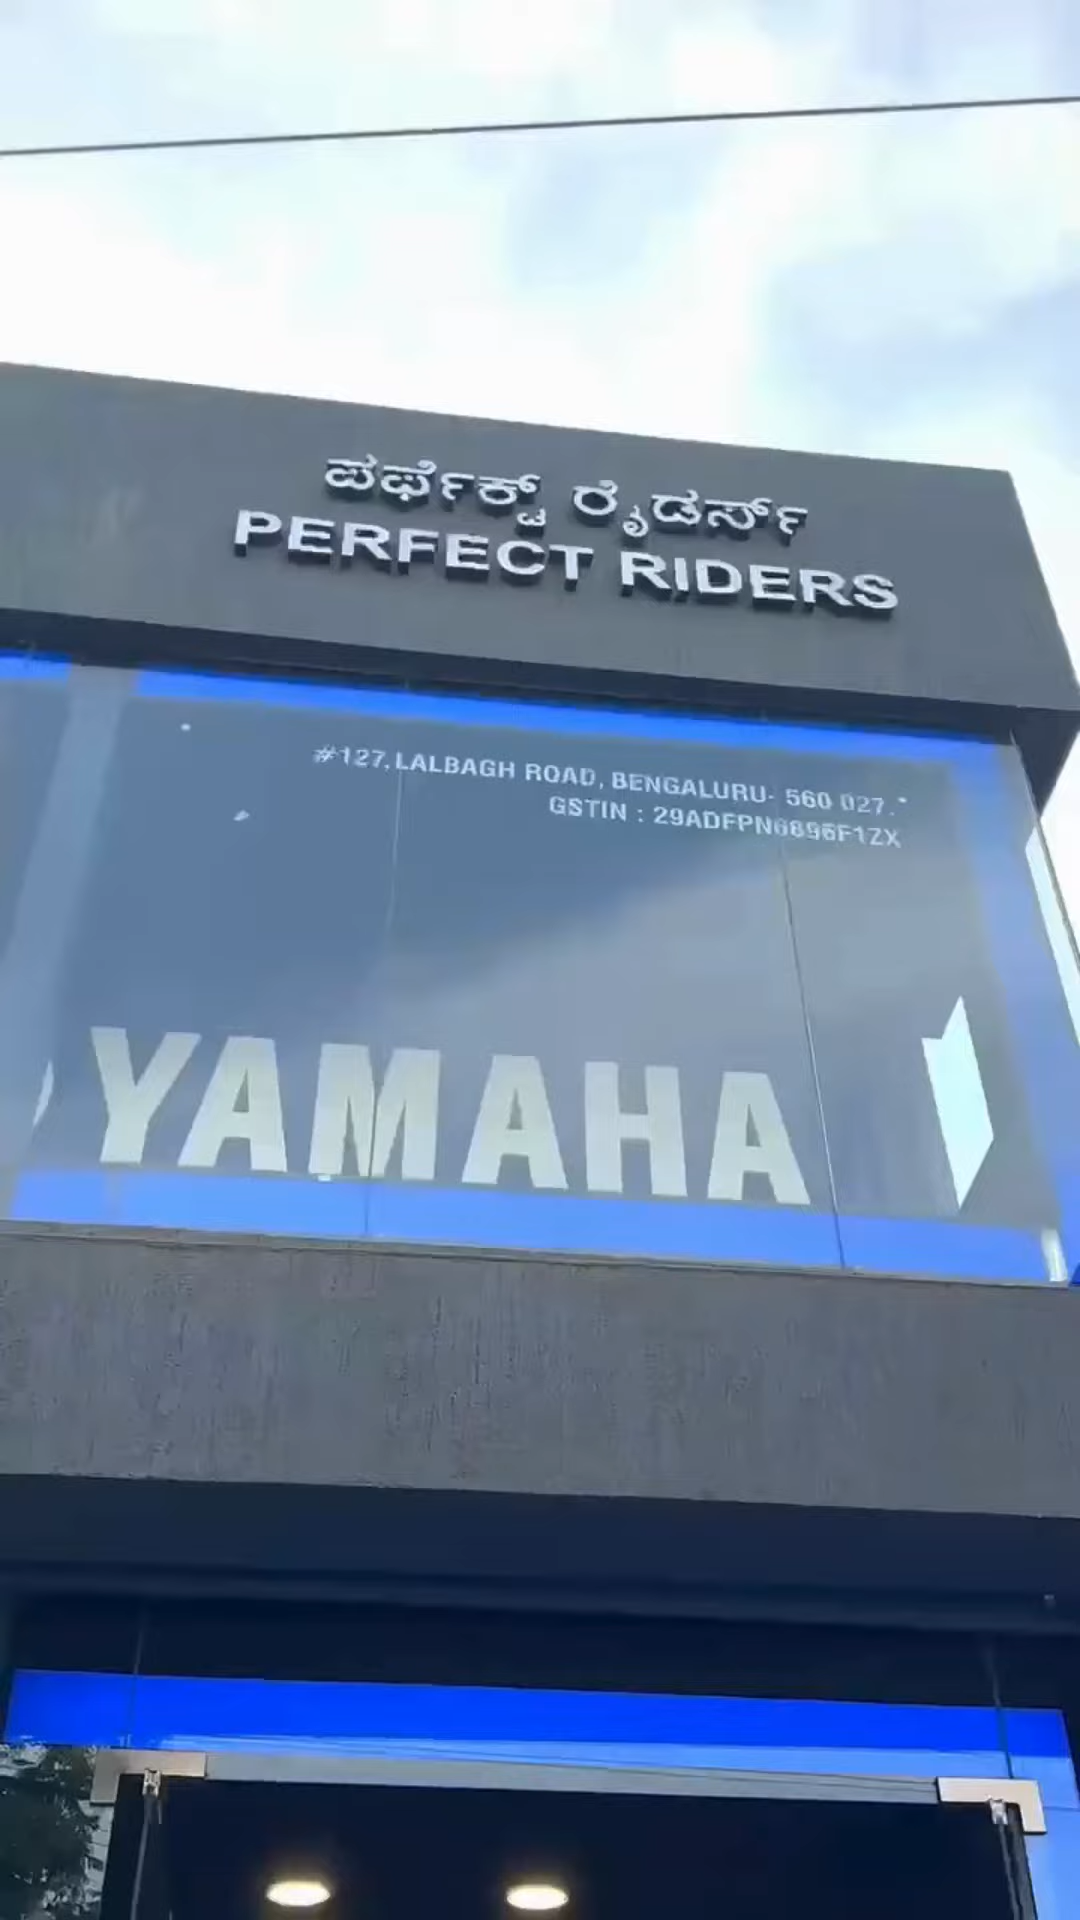 ಪರ್ಫೆಕ್ಟ್ ರೈಡರ್ಸ್
PERFECT RIDERS
#127, LALBAGH ROAD, BENGALURU- 560 027.
GSTIN : 29ADFPN6896F1ZX
YAMAHA